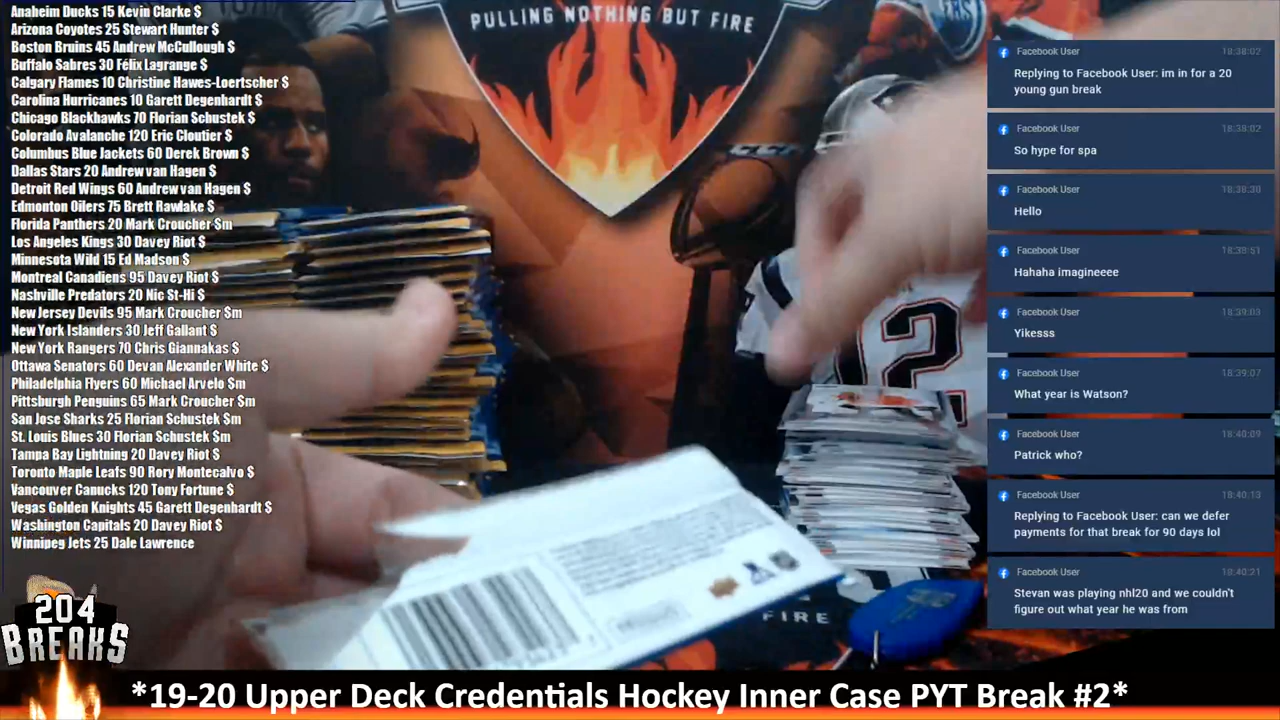 Anaheim Ducks 15 Kevin Clarke $
Arizona Coyotes 25 Stewart Hunter $
Boston Bruins 45 Andrew McCullough $
Buffalo Sabres 30 Félix Lagrange $
Calgary Flames 10 Christine Hawes-Loertscher $
Carolina Hurricanes 10 Garett Degenhardt $
Chicago Blackhawks 70 Florian Schustek $
Colorado Avalanche 120 Eric Cloutier $
Columbus Blue Jackets 60 Derek Brown $
Dallas Stars 20 Andrew van Hagen $
Detroit Red Wings 60 Andrew van Hagen $
Edmonton Oilers 75 Brett Rawlake $
Florida Panthers 20 Mark Croucher $m
Los Angeles Kings 30 Davey Riot $
Minnesota Wild 15 Ed Madson $
Montreal Canadiens 95 Davey Riot $
Nashville Predators 20 Nic St-Hi $
New Jersey Devils 95 Mark Croucher $m
New York Islanders 30 Jeff Gallant $
New York Rangers 70 Chris Giannakas $
Ottawa Senators 60 Devan Alexander White $
Philadelphia Flyers 60 Michael Arvelo $m
Pittsburgh Penguins 65 Mark Croucher $m
San Jose Sharks 25 Florian Schustek $m
St. Louis Blues 30 Florian Schustek $m
Tampa Bay Lightning 20 Davey Riot $
Toronto Maple Leafs 90 Rory Montecalvo $
Vancouver Canucks 120 Tony Fortune $
Vegas Golden Knights 45 Garett Degenhardt $
Washington Capitals 20 Davey Riot $
Winnipeg Jets 25 Dale Lawrence
PULLING NOTHING BUT FIRE
12
FIRE
Facebook User 18:38:02
Replying to Facebook User: im in for a 20
young gun break
Facebook User 18:38:02
So hype for spa
Facebook User 18:38:30
Hello
Facebook User 18:38:51
Hahaha imagineeee
Facebook User 18:39:03
Yikesss
Facebook User 18:39:07
What year is Watson?
Facebook User 18:40:09
Patrick who?
Facebook User 18:40:13
Replying to Facebook User: can we defer
payments for that break for 90 days lol
Facebook User 18:40:21
Stevan was playing nhl20 and we couldn't
figure out what year he was from
204
BREAKS
*19-20 Upper Deck Credentials Hockey Inner Case PYT Break #2*